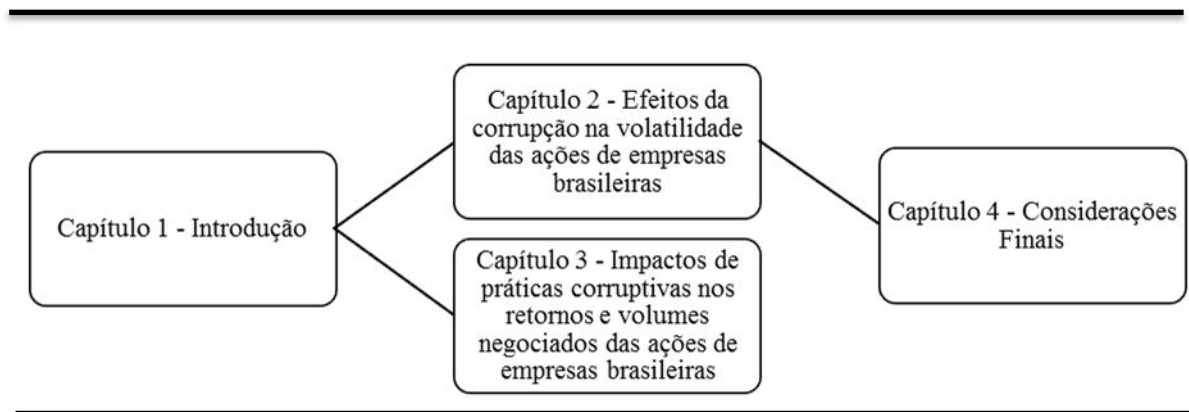 Capítulo 1 - Introdução
Capítulo 2 - Efeitos da
corrupção na volatilidade
das ações de empresas
brasileiras
Capítulo 3 - Impactos de
práticas corruptivas nos
retornos e volumes
negociados das ações de
empresas brasileiras
Capítulo 4 - Considerações
Finais